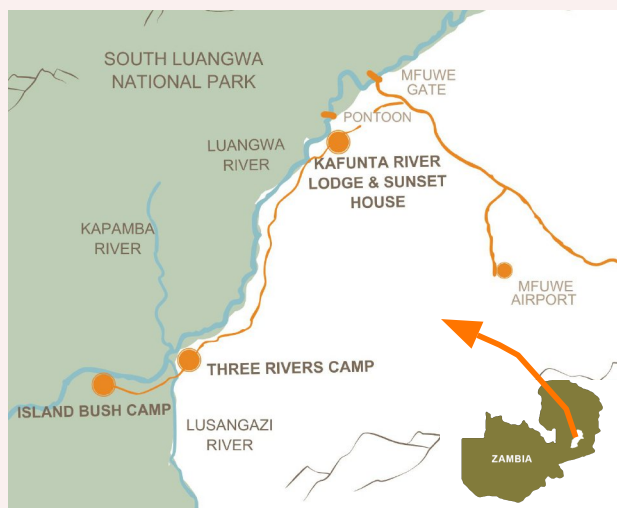 SOUTH LUANGWA
NATIONAL PARK
MFUWE
GATE
PONTOON
LUANGWA
RIVER
KAFUNTA RIVER
LODGE & SUNSET
HOUSE
KAPAMBA
RIVER
MFUWE
AIRPORT
THREE RIVERS CAMP
ISLAND BUSH CAMP
LUSANGAZI
RIVER
ZAMBIA